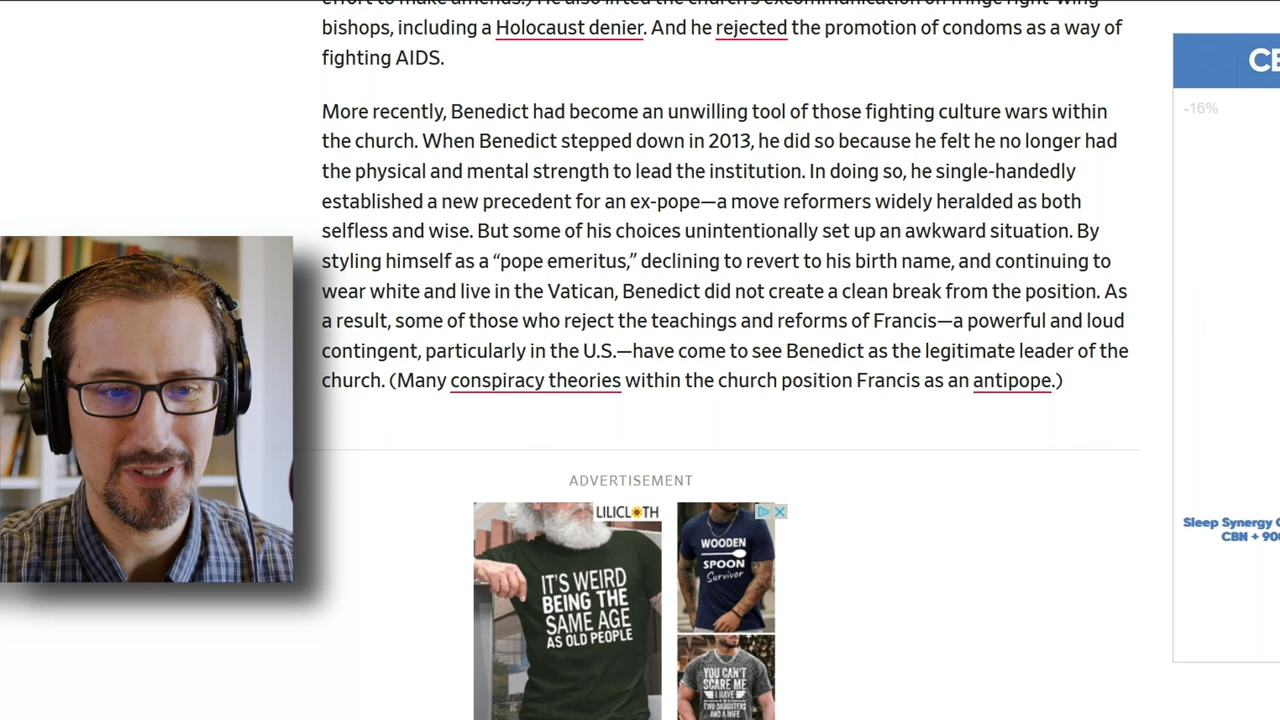 bishops, including a Holocaust denier. And he rejected the promotion of condoms as a way of
fighting AIDS.
More recently, Benedict had become an unwilling tool of those fighting culture wars within
the church. When Benedict stepped down in 2013, he did so because he felt he no longer had
the physical and mental strength to lead the institution. In doing so, he single-handedly
established a new precedent for an ex-pope—a move reformers widely heralded as both
selfless and wise. But some of his choices unintentionally set up an awkward situation. By
styling himself as a “pope emeritus,” declining to revert to his birth name, and continuing to
wear white and live in the Vatican, Benedict did not create a clean break from the position. As
a result, some of those who reject the teachings and reforms of Francis—a powerful and loud
contingent, particularly in the U.S.—have come to see Benedict as the legitimate leader of the
church. (Many conspiracy theories within the church position Francis as an antipope.)
ADVERTISEMENT
LILICLOTH
IT'S WEIRD
BEING THE
SAME AGE
AS OLD PEOPLE
WOODEN
SPOON
Survivor
YOU CAN'T
SCARE ME
I HAVE
TWO DAUGHTERS
AND A WIFE
-16%
Sleep Synergy
CBN +